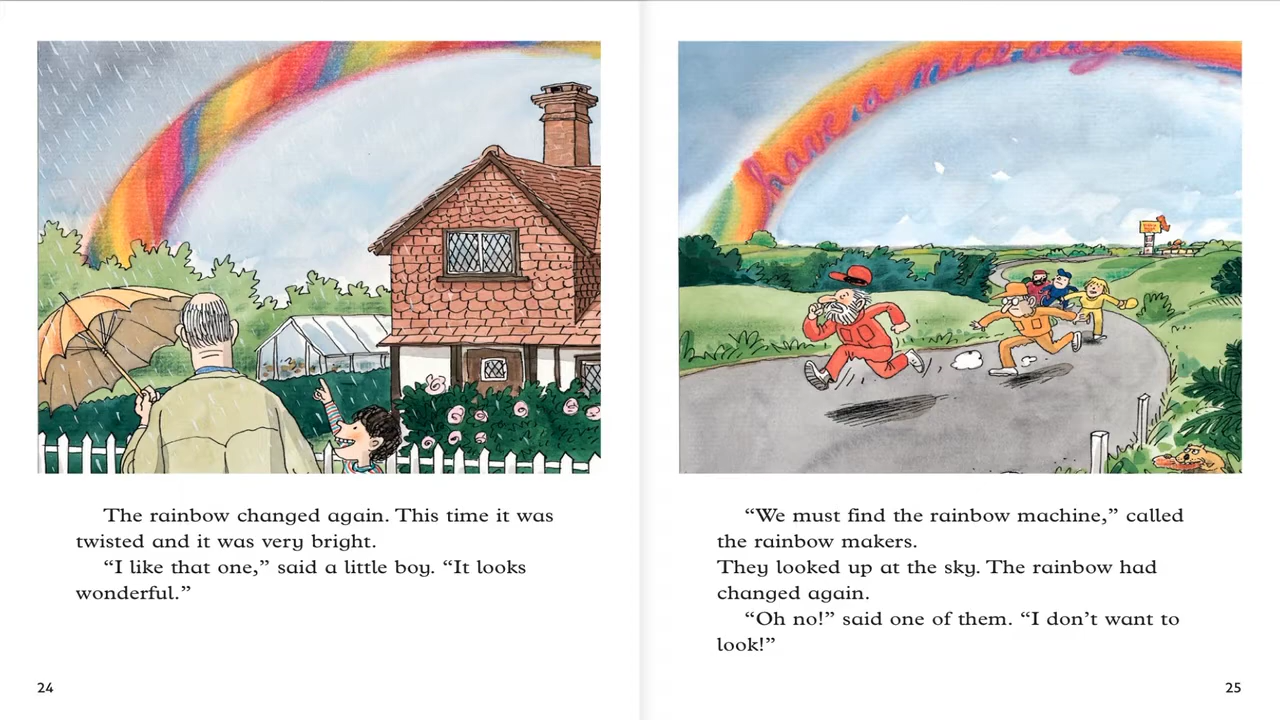 The rainbow changed again. This time it was
twisted and it was very bright.
“I like that one,” said a little boy. “It looks
wonderful.”
24
have a nice day
“We must find the rainbow machine,” called
the rainbow makers.
They looked up at the sky. The rainbow had
changed again.
“Oh no!” said one of them. “I don’t want to
look!”
25